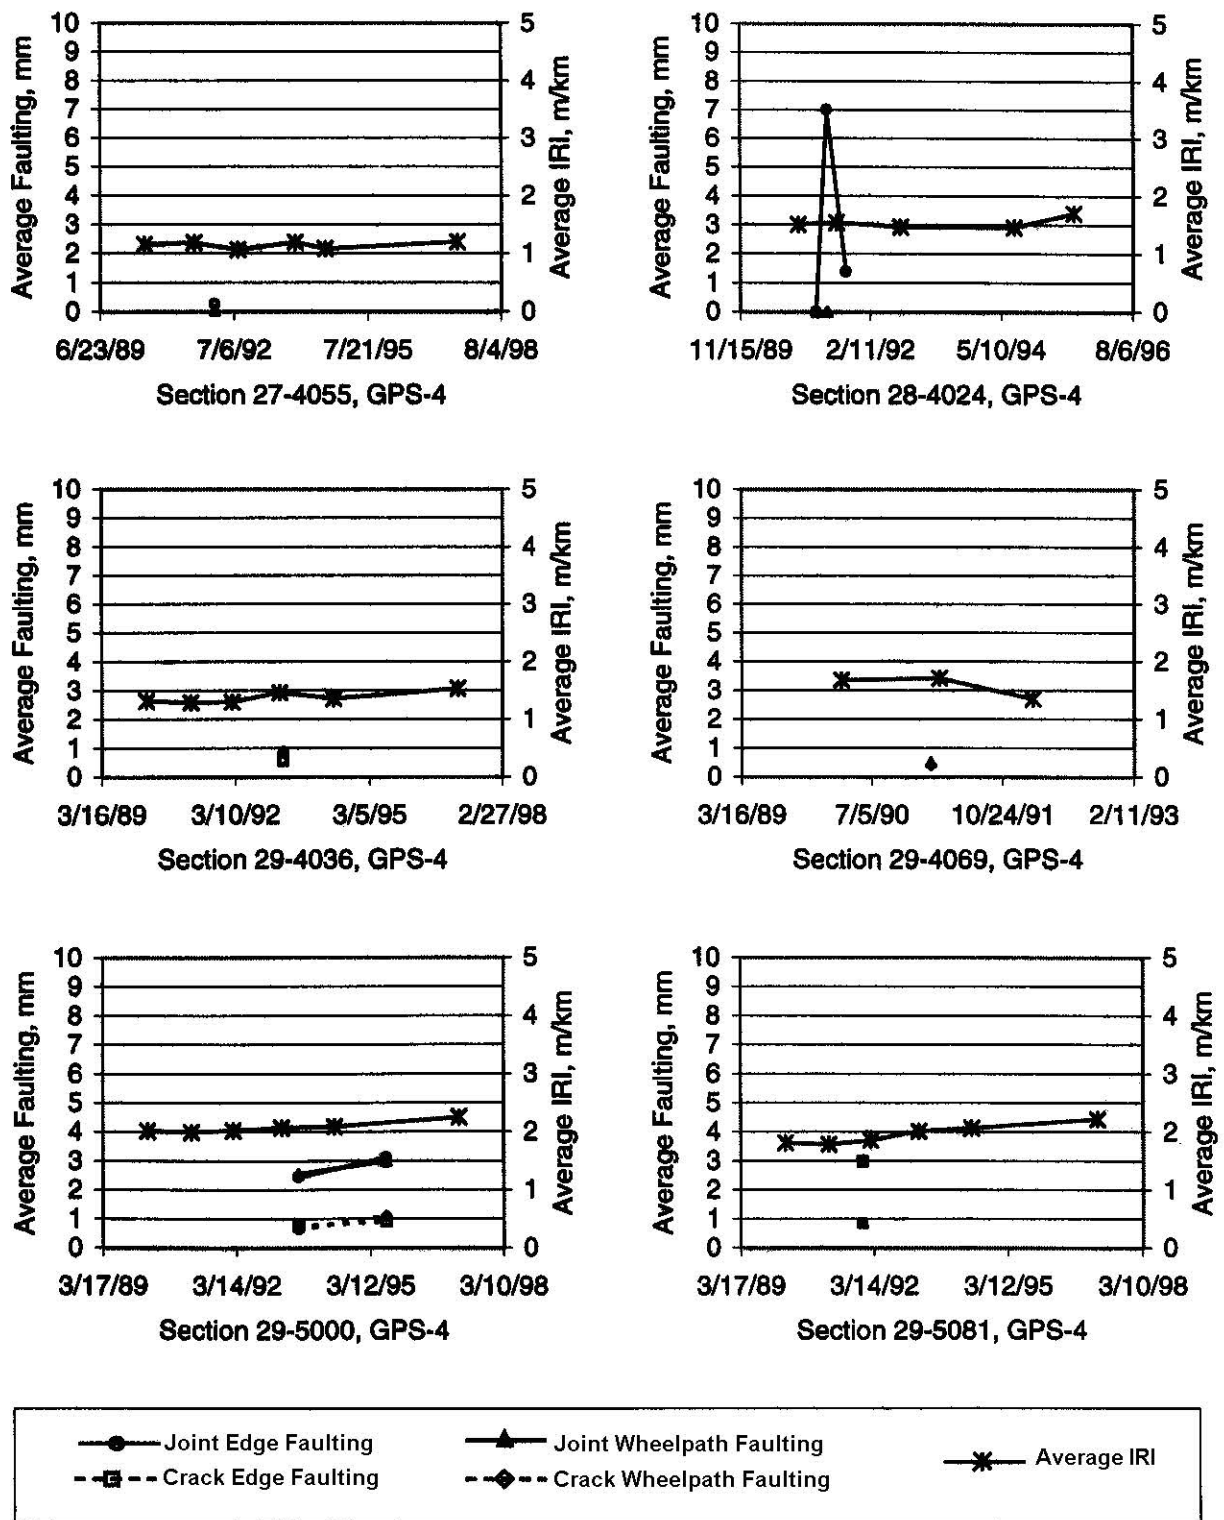 10 5
9
8 4
7
6 3
5
4 2
3
2 1
1
0 0
Average Faulting, mm
Average IRI, m/km
6/23/89 7/6/92 7/21/95 8/4/98
Section 27-4055, GPS-4
10 5
9
8 4
7
6 3
5
4 2
3
2 1
1
0 0
Average Faulting, mm
Average IRI, m/km
11/15/89 2/11/92 5/10/94 8/6/96
Section 28-4024, GPS-4
10 5
9
8 4
7
6 3
5
4 2
3
2 1
1
0 0
Average Faulting, mm
Average IRI, m/km
3/16/89 3/10/92 3/5/95 2/27/98
Section 29-4036, GPS-4
10 5
9
8 4
7
6 3
5
4 2
3
2 1
1
0 0
Average Faulting, mm
Average IRI, m/km
3/16/89 7/5/90 10/24/91 2/11/93
Section 29-4069, GPS-4
10 5
9
8 4
7
6 3
5
4 2
3
2 1
1
0 0
Average Faulting, mm
Average IRI, m/km
3/17/89 3/14/92 3/12/95 3/10/98
Section 29-5000, GPS-4
10 5
9
8 4
7
6 3
5
4 2
3
2 1
1
0 0
Average Faulting, mm
Average IRI, m/km
3/17/89 3/14/92 3/12/95 3/10/98
Section 29-5081, GPS-4
Joint Edge Faulting
Joint Wheelpath Faulting
Average IRI
Crack Edge Faulting
Crack Wheelpath Faulting